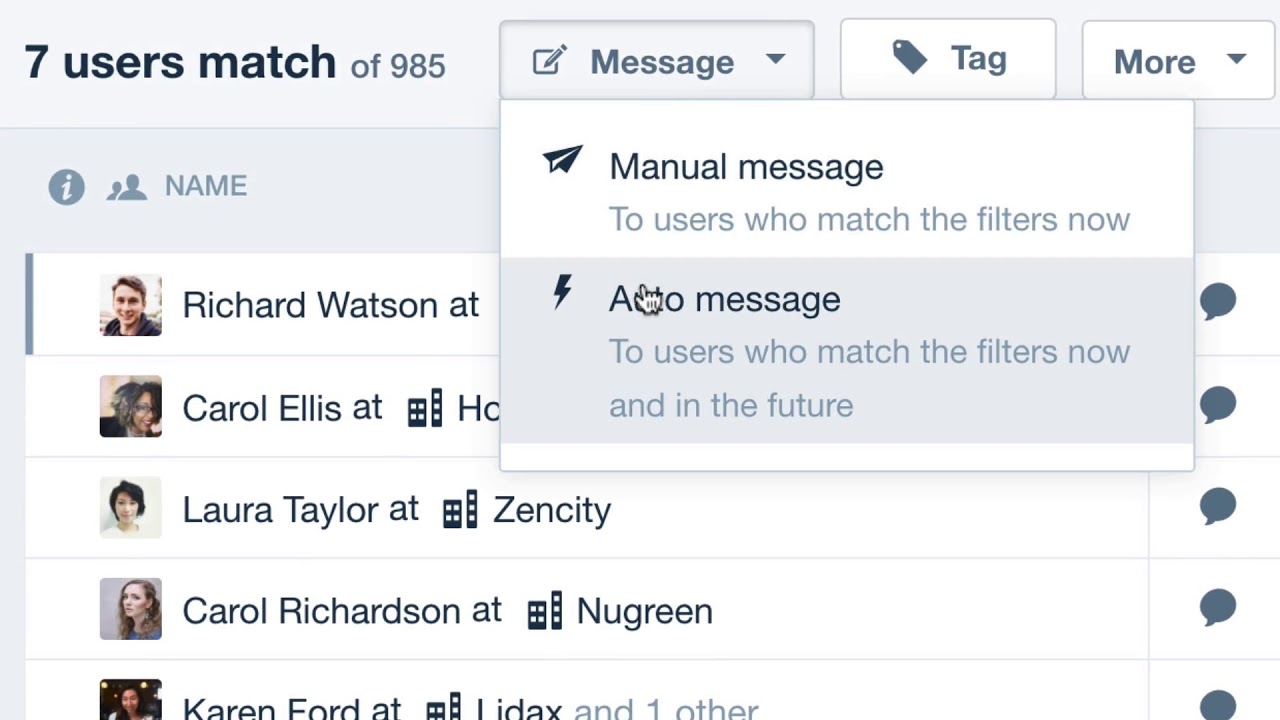 7 users match of 985
Message
Tag
More
NAME
Manual message
To users who match the filters now
Auto message
To users who match the filters now
and in the future
Richard Watson at
Carol Ellis at
Laura Taylor at Zencity
Carol Richardson at Nugreen
Karen Ford at Lidax and 1 other